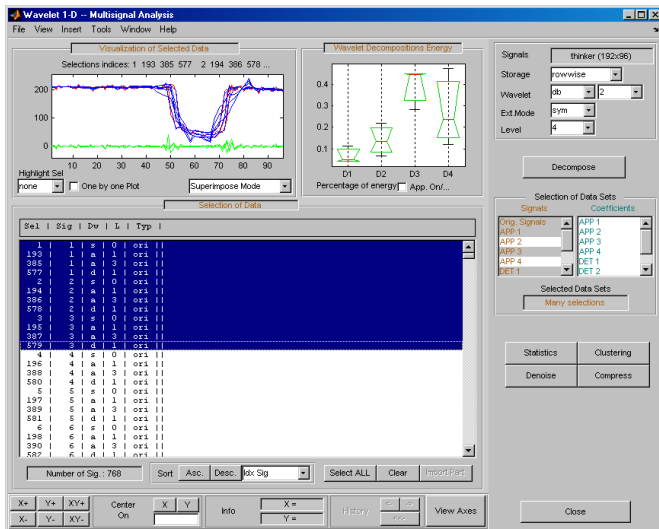 Wavelet 1-D -- Multisignal Analysis
File View Insert Tools Window Help
Visualization of Selected Data
Selections indices: 1 193 385 577 2 194 386 578 ...
200
100
0
10 20 30 40 50 60 70 80 90
Highlight Sel
none
One by one Plot
Superimpose Mode
Wavelet Decompositions Energy
0.4
0.3
0.2
0.1
D1 D2 D3 D4
Percentage of energy
App. On/...
Signals thinker (192x96)
Storage rowwise
Wavelet db 2
Ext.Mode sym
Level 4
Decompose
Selection of Data Sets
Signals Coefficients
Orig. Signals
APP 1
APP 2
APP 3
APP 4
DET 1
APP 1
APP 2
APP 3
APP 4
DET 1
DET 2
Selected Data Sets
Many selections
Statistics Clustering
Denoise Compress
Close
Selection of Data
Sel | Sig | Dw | L | Typ |
1 | 1 | s | 0 | ori ||
193 | 1 | a | 1 | ori ||
385 | 1 | a | 3 | ori ||
577 | 1 | d | 1 | ori ||
2 | 2 | s | 0 | ori ||
194 | 2 | a | 1 | ori ||
386 | 2 | a | 3 | ori ||
578 | 2 | d | 1 | ori ||
3 | 3 | s | 0 | ori ||
195 | 3 | a | 1 | ori ||
387 | 3 | a | 3 | ori ||
579 | 3 | d | 1 | ori ||
4 | 4 | s | 0 | ori ||
196 | 4 | a | 1 | ori ||
388 | 4 | a | 3 | ori ||
580 | 4 | d | 1 | ori ||
5 | 5 | s | 0 | ori ||
197 | 5 | a | 1 | ori ||
389 | 5 | a | 3 | ori ||
581 | 5 | d | 1 | ori ||
6 | 6 | s | 0 | ori ||
198 | 6 | a | 1 | ori ||
390 | 6 | a | 3 | ori ||
582 | 6 | d | 1 | ori ||
Number of Sig.: 768
Sort Asc. Desc. Idx Sig
Select ALL Clear Import Part
X+ Y+ XY+
X- Y- XY-
Center On
X Y
Info
X =
Y =
History
<- ->
<<-
View Axes